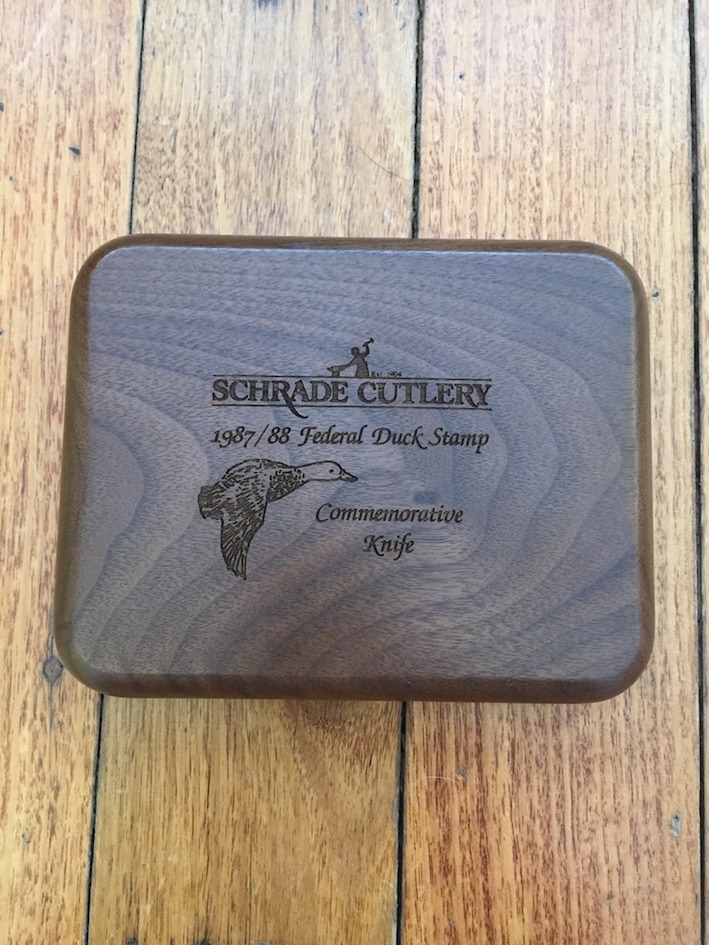 Est. 1904
SCHRADE CUTLERY
1987/88 Federal Duck Stamp
Commemorative
Knife